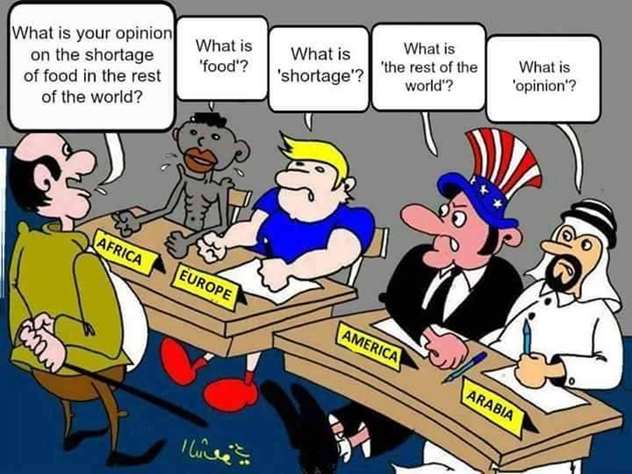 What is your opinion
on the shortage
of food in the rest
of the world?
What is
'food'?
What is
'shortage'?
What is
'the rest of the
world'?
What is
'opinion'?
AFRICA
EUROPE
AMERICA
ARABIA